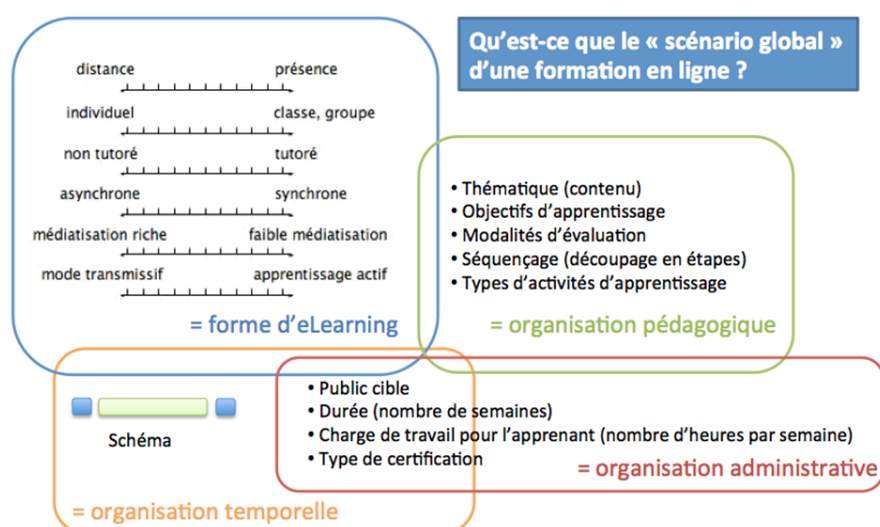 Qu'est-ce que le « scénario global »
d'une formation en ligne ?
distance présence
individuel classe, groupe
non tutoré tutoré
asynchrone synchrone
médiatisation riche faible médiatisation
mode transmissif apprentissage actif
= forme d'eLearning
• Thématique (contenu)
• Objectifs d'apprentissage
• Modalités d'évaluation
• Séquençage (découpage en étapes)
• Types d'activités d'apprentissage
= organisation pédagogique
Schéma
• Public cible
• Durée (nombre de semaines)
• Charge de travail pour l'apprenant (nombre d'heures par semaine)
• Type de certification
= organisation administrative
= organisation temporelle